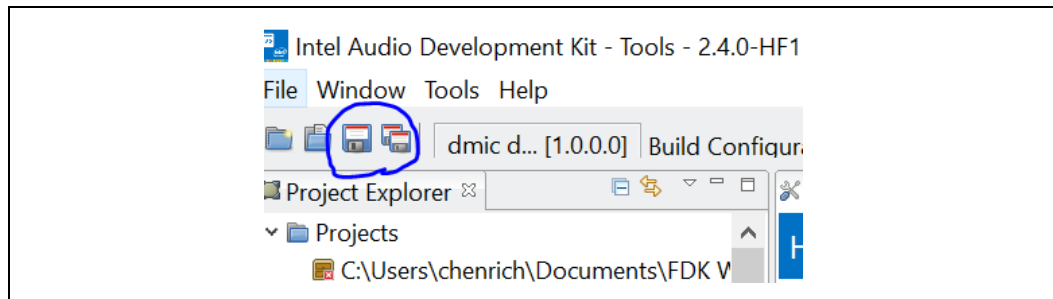 Intel Audio Development Kit - Tools - 2.4.0-HF1
File Window Tools Help
dmic d... [1.0.0.0] Build Configur
Project Explorer
Projects
C:\Users\chenrich\Documents\FDK W